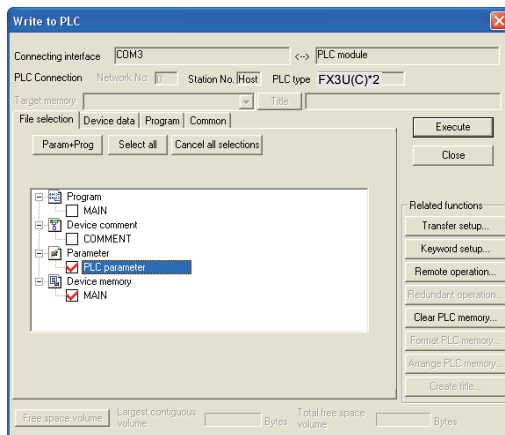 Write to PLC
Connecting interface COM3 <--> PLC module
PLC Connection Network No. 0 Station No. Host PLC type FX3U(C)*2
Target memory Title
File selection Device data Program Common
Param+Prog Select all Cancel all selections
Execute
Close
Program
MAIN
Device comment
COMMENT
Parameter
PLC parameter
Device memory
MAIN
Related functions
Transfer setup...
Keyword setup...
Remote operation...
Redundant operation...
Clear PLC memory...
Format PLC memory...
Arrange PLC memory...
Create title...
Free space volume Largest contiguous volume Bytes Total free space volume Bytes